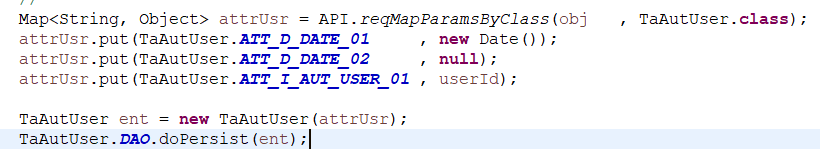 //
Map<String, Object> attrUsr = API.reqMapParamsByClass(obj , TaAutUser.class);
attrUsr.put(TaAutUser.ATT_D_DATE_01 , new Date());
attrUsr.put(TaAutUser.ATT_D_DATE_02 , null);
attrUsr.put(TaAutUser.ATT_I_AUT_USER_01 , userId);
TaAutUser ent = new TaAutUser(attrUsr);
TaAutUser.DAO.doPersist(ent);